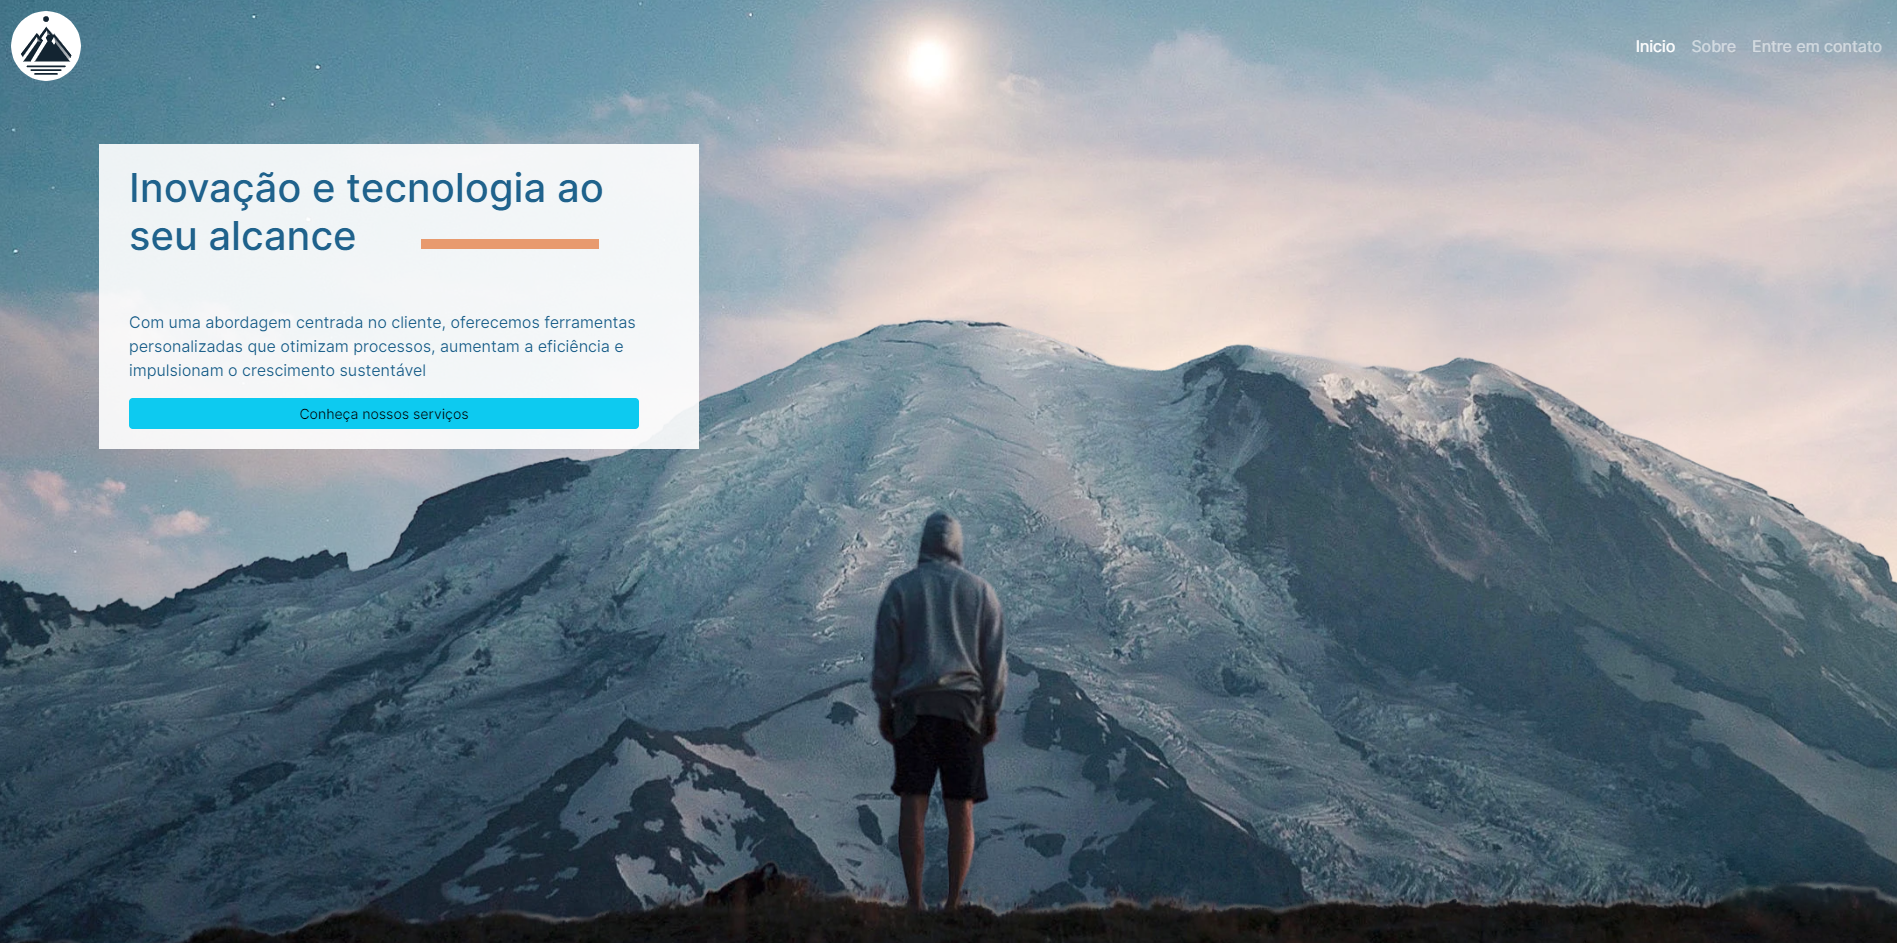 Inicio Sobre Entre em contato
Inovação e tecnologia ao
seu alcance
Com uma abordagem centrada no cliente, oferecemos ferramentas
personalizadas que otimizam processos, aumentam a eficiência e
impulsionam o crescimento sustentável
Conheça nossos serviços